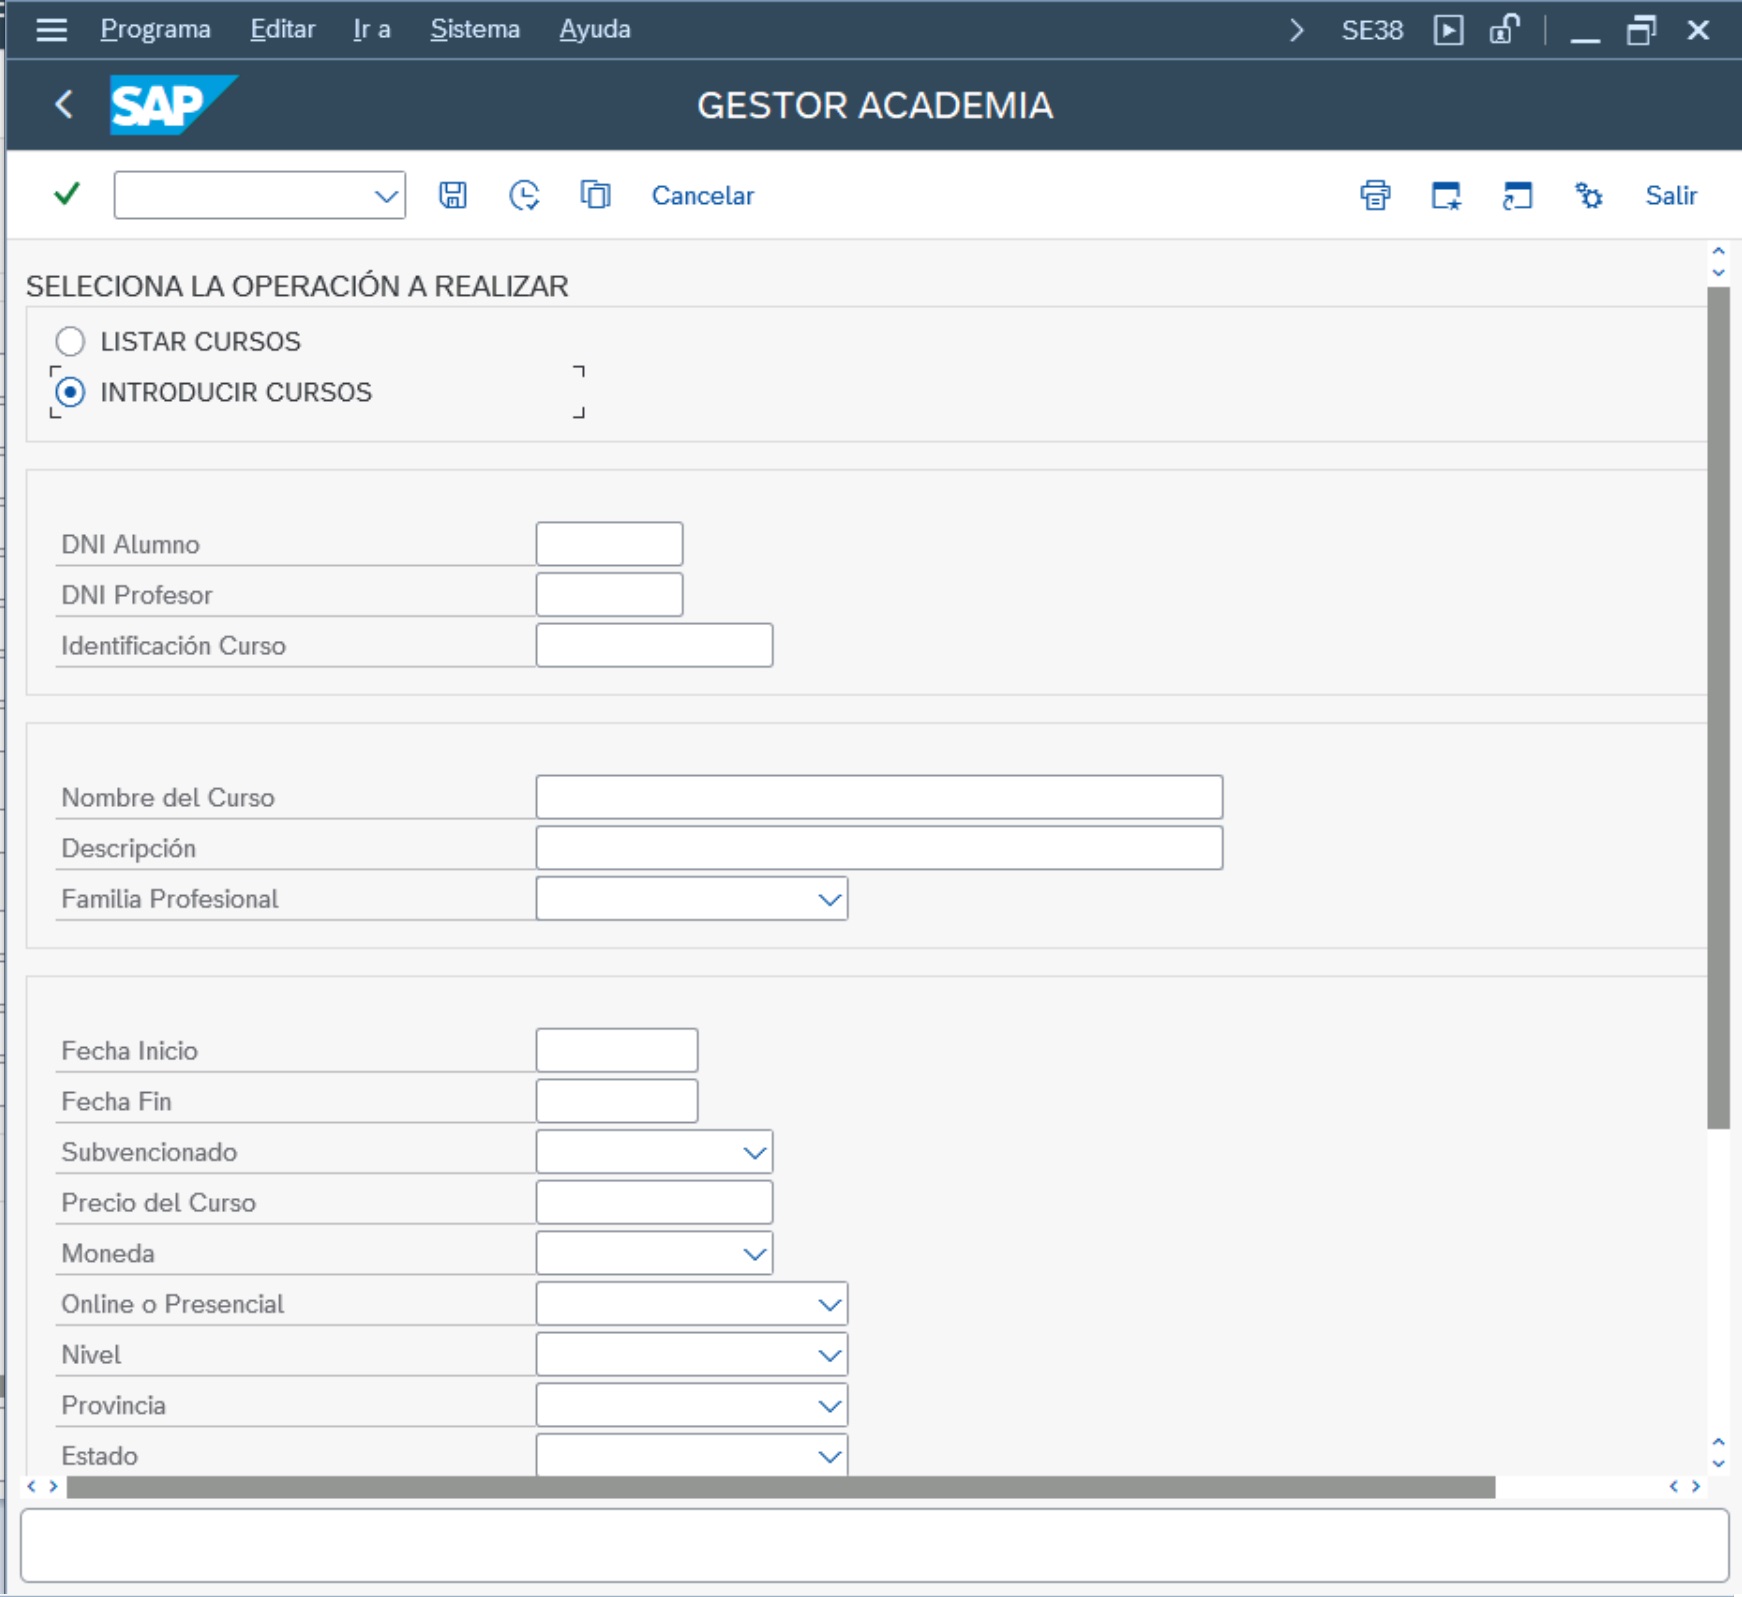 Programa Editar Ir a Sistema Ayuda SE38
SAP GESTOR ACADEMIA
Cancelar Salir
SELECIONA LA OPERACIÓN A REALIZAR
LISTAR CURSOS
INTRODUCIR CURSOS
DNI Alumno
DNI Profesor
Identificación Curso
Nombre del Curso
Descripción
Familia Profesional
Fecha Inicio
Fecha Fin
Subvencionado
Precio del Curso
Moneda
Online o Presencial
Nivel
Provincia
Estado